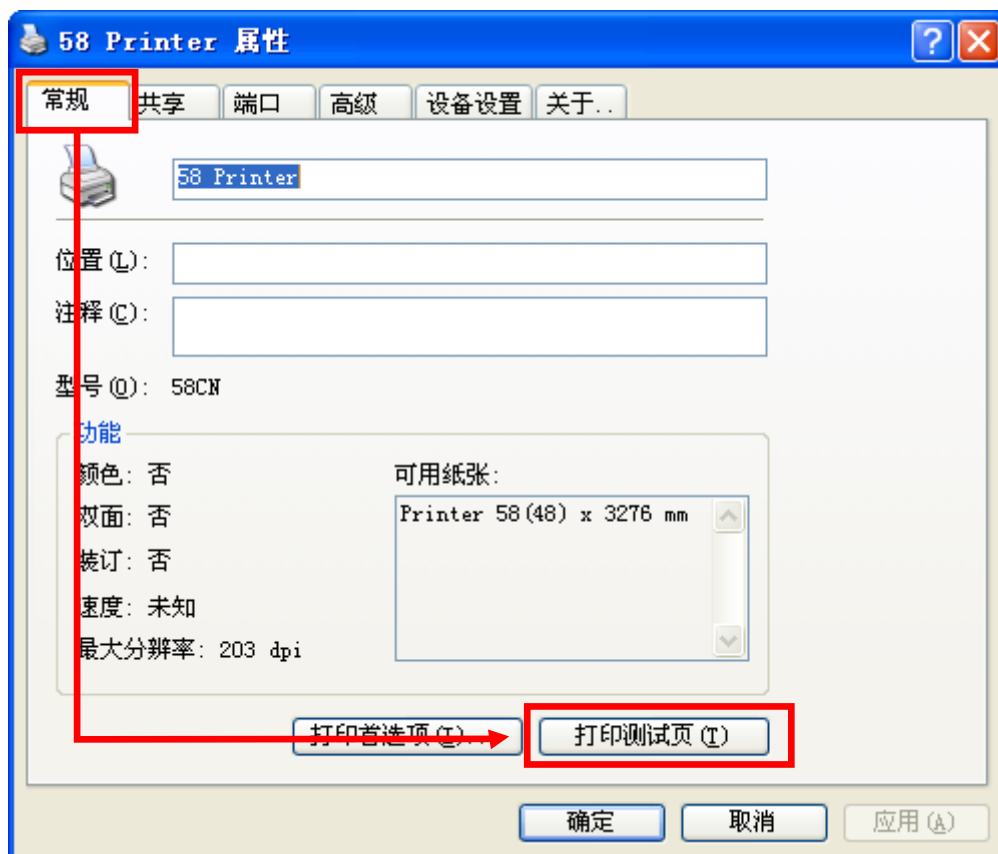 58 Printer 属性
常规 共享 端口 高级 设备设置 关于..
58 Printer
位置(L):
注释(C):
型号(O): 58CN
功能
颜色: 否
双面: 否
装订: 否
速度: 未知
最大分辨率: 203 dpi
可用纸张:
Printer 58(48) x 3276 mm
打印首选项(I)... 打印测试页(T)
确定 取消 应用(A)